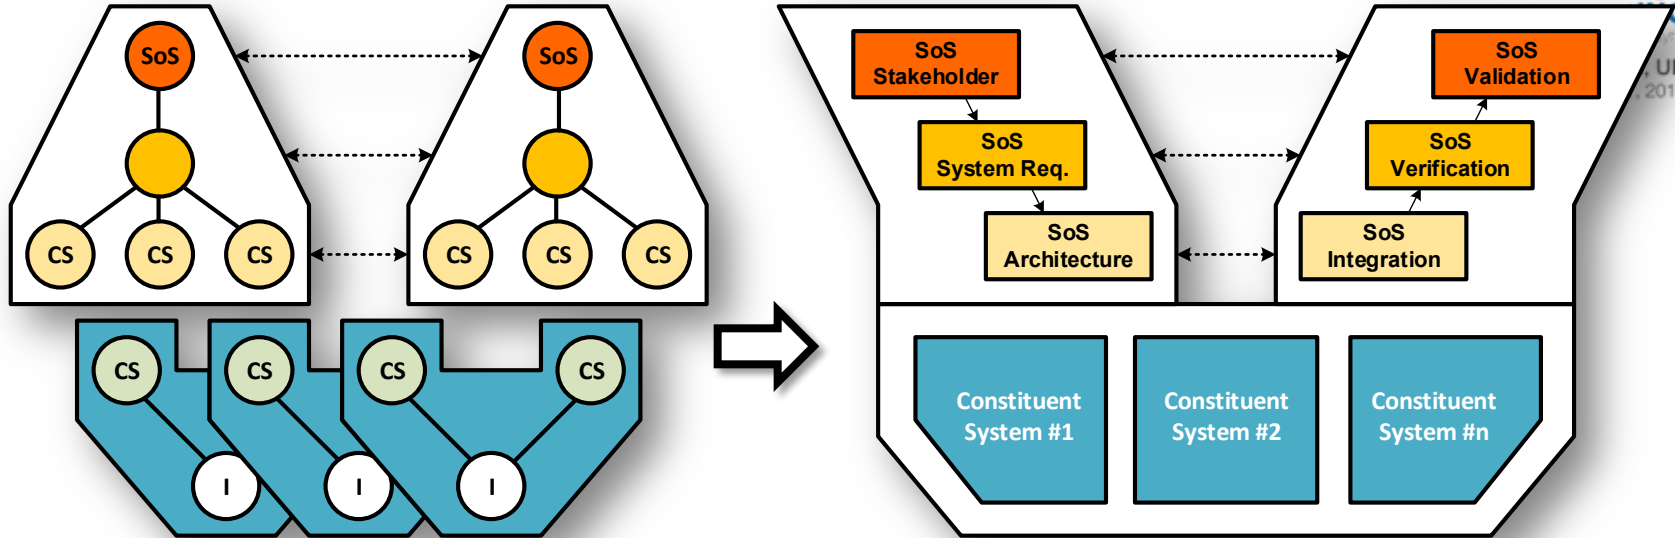 SoS
CS
CS
CS
SoS
CS
CS
CS
CS
CS
CS
CS
I
I
I
SoS
Stakeholder
SoS
System Req.
SoS
Architecture
SoS
Validation
SoS
Verification
SoS
Integration
Constituent
System #1
Constituent
System #2
Constituent
System #n